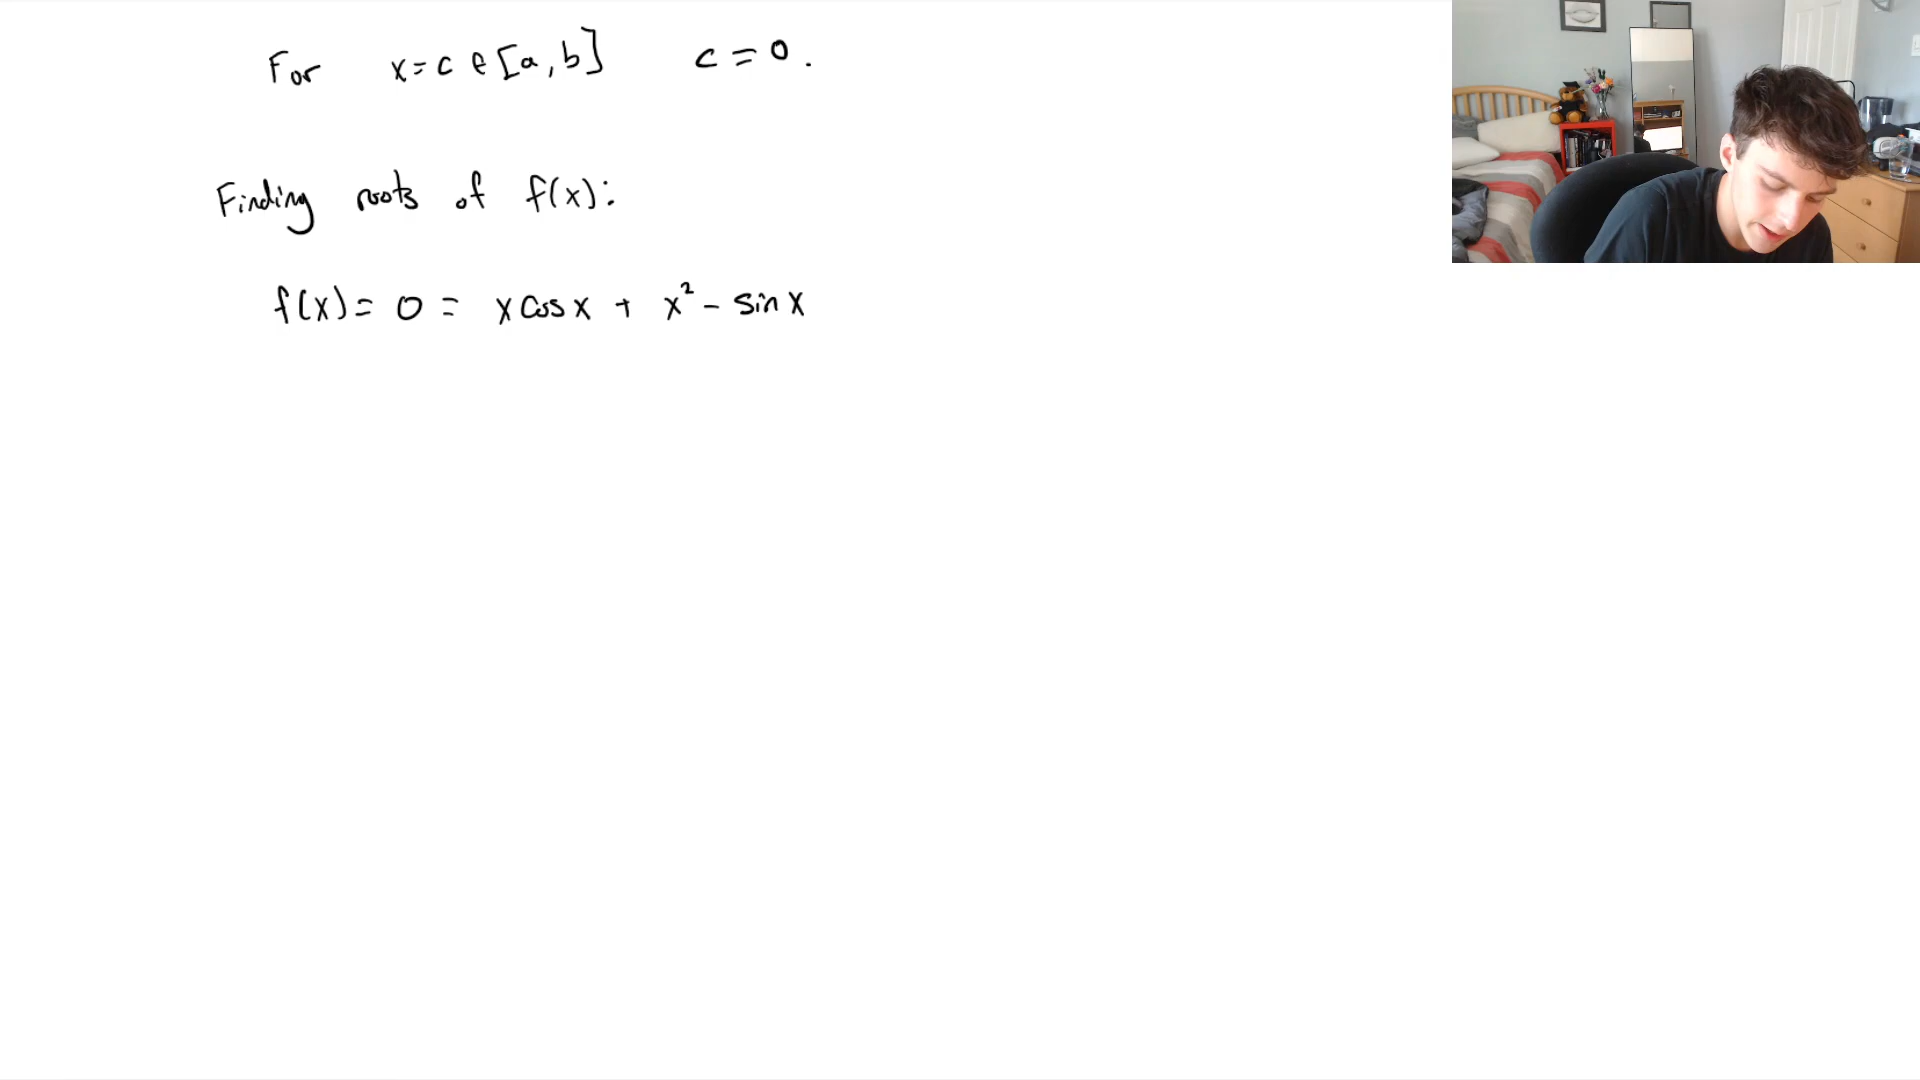 For x = c ∈ [a, b] c = 0.
Finding roots of f(x):
f(x) = 0 = x cos x + x² - sin x